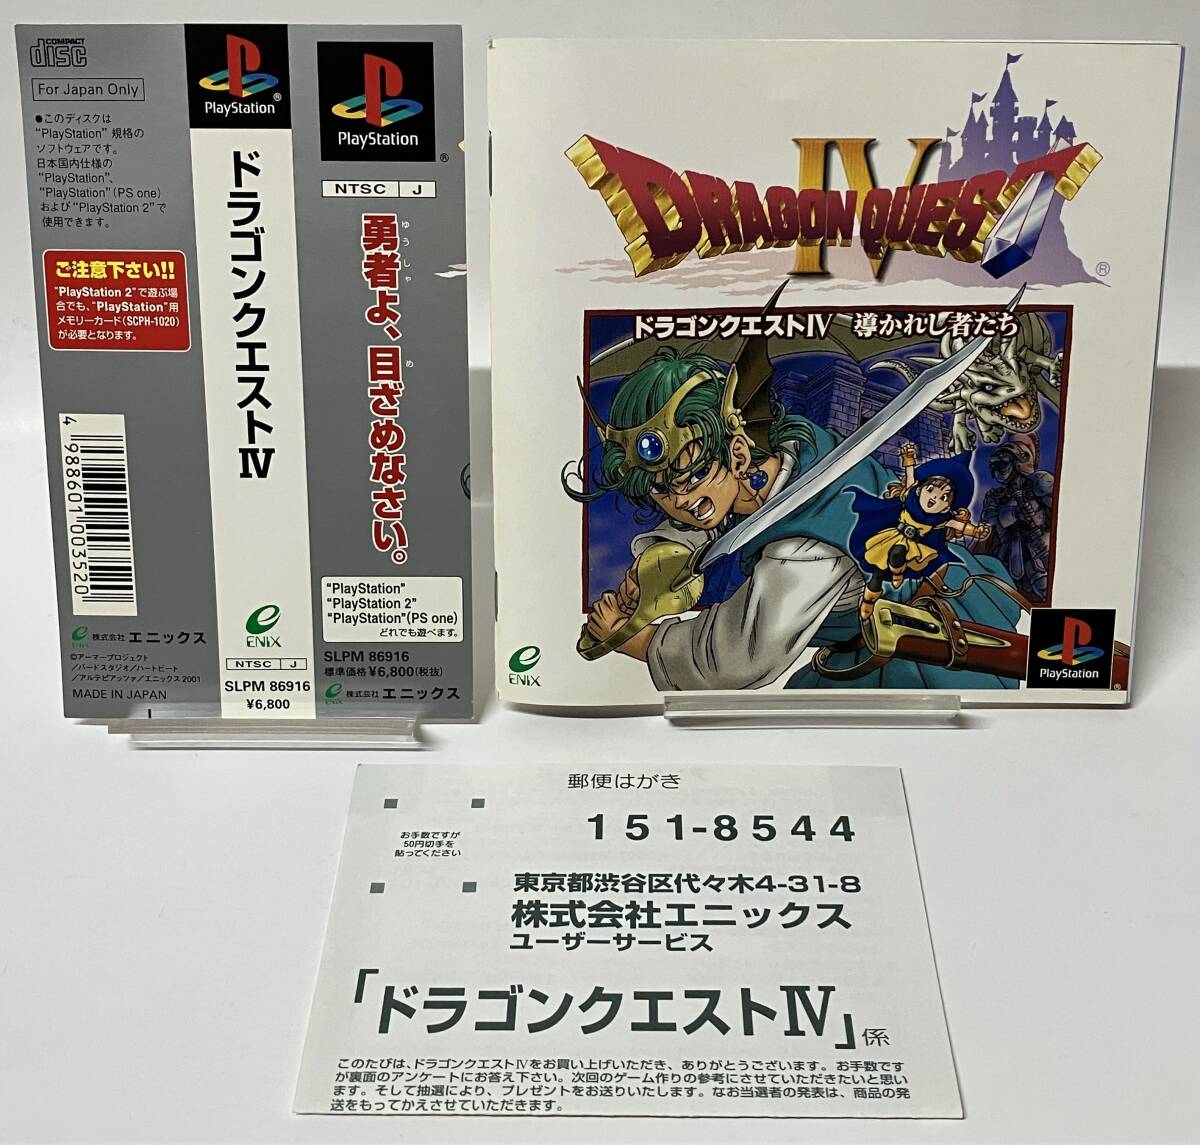 COMPACT
disc
For Japan Only
●このディスクは
"PlayStation" 規格の
ソフトウェアです。
日本国内仕様の
"PlayStation"、
"PlayStation"(PS one)
および"PlayStation 2"で
使用できます。
ご注意下さい!!
"PlayStation 2"で遊ぶ場
合でも、"PlayStation"用
メモリーカード(SCPH-1020)
が必要となります。
4 988601 003520
ENIX
株式会社 エニックス
©アーマープロジェクト
/バードスタジオ/ハートビート
/アルテピアッツァ/エニックス 2001
MADE IN JAPAN
PlayStation
®
ドラゴンクエストIV
ENIX
NTSC J
SLPM 86916
¥6,800
PlayStation
®
NTSC J
勇者よ、目ざめなさい。
ゆうしゃ
め
"PlayStation"
"PlayStation 2"
"PlayStation"(PS one)
どれでも遊べます。
SLPM 86916
標準価格¥6,800(税抜)
ENIX
株式会社 エニックス
IV
DRAGON QUEST
®
ドラゴンクエストIV 導かれし者たち
ENIX
PlayStation
®
郵便はがき
151-8544
お手数ですが
50円切手を
貼ってください
東京都渋谷区代々木4-31-8
株式会社エニックス
ユーザーサービス
「ドラゴンクエストIV」係
このたびは、ドラゴンクエストIVをお買い上げいただき、ありがとうございます。お手数です
が裏面のアンケートにお答え下さい。次回のゲーム作りの参考にさせていただきたいと思い
ます。そして抽選により、プレゼントをお送りいたします。なお当選者の発表は、商品の発
送をもってかえさせていただきます。